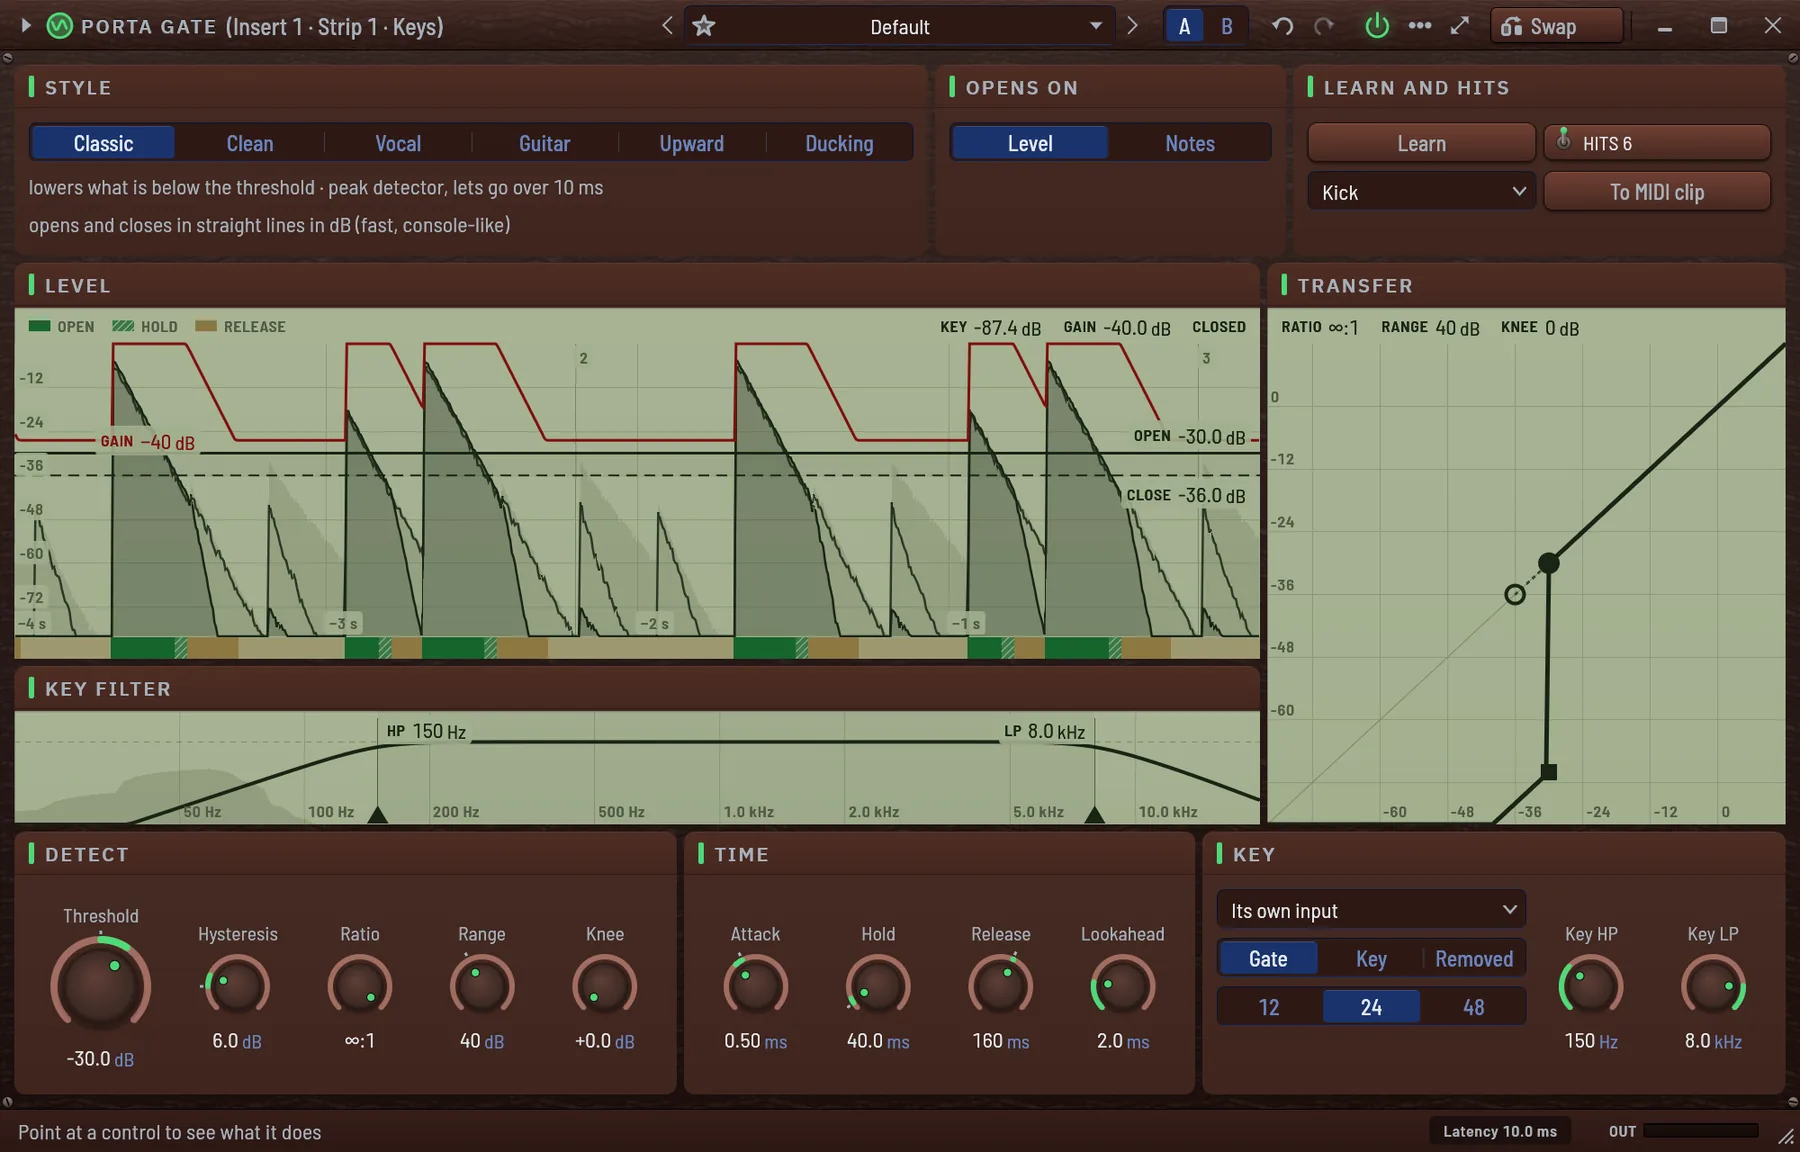 PORTA GATE (Insert 1 · Strip 1 · Keys)
Default
A B
Swap
STYLE
Classic Clean Vocal Guitar Upward Ducking
lowers what is below the threshold · peak detector, lets go over 10 ms
opens and closes in straight lines in dB (fast, console-like)
OPENS ON
Level Notes
LEARN AND HITS
Learn HITS 6
Kick To MIDI clip
LEVEL
OPEN HOLD RELEASE KEY -87.4 dB GAIN -40.0 dB CLOSED
2 3
-12
-24
GAIN −40 dB
OPEN -30.0 dB
-36
CLOSE -36.0 dB
-48
-60
-72
-4 s −3 s −2 s −1 s
TRANSFER
RATIO ∞:1 RANGE 40 dB KNEE 0 dB
0
-12
-24
-36
-48
-60
-60 -48 -36 -24 -12 0
KEY FILTER
HP 150 Hz LP 8.0 kHz
50 Hz 100 Hz 200 Hz 500 Hz 1.0 kHz 2.0 kHz 5.0 kHz 10.0 kHz
DETECT
Threshold Hysteresis Ratio Range Knee
-30.0 dB 6.0 dB ∞:1 40 dB +0.0 dB
TIME
Attack Hold Release Lookahead
0.50 ms 40.0 ms 160 ms 2.0 ms
KEY
Its own input
Gate Key Removed
12 24 48
Key HP Key LP
150 Hz 8.0 kHz
Point at a control to see what it does
Latency 10.0 ms OUT